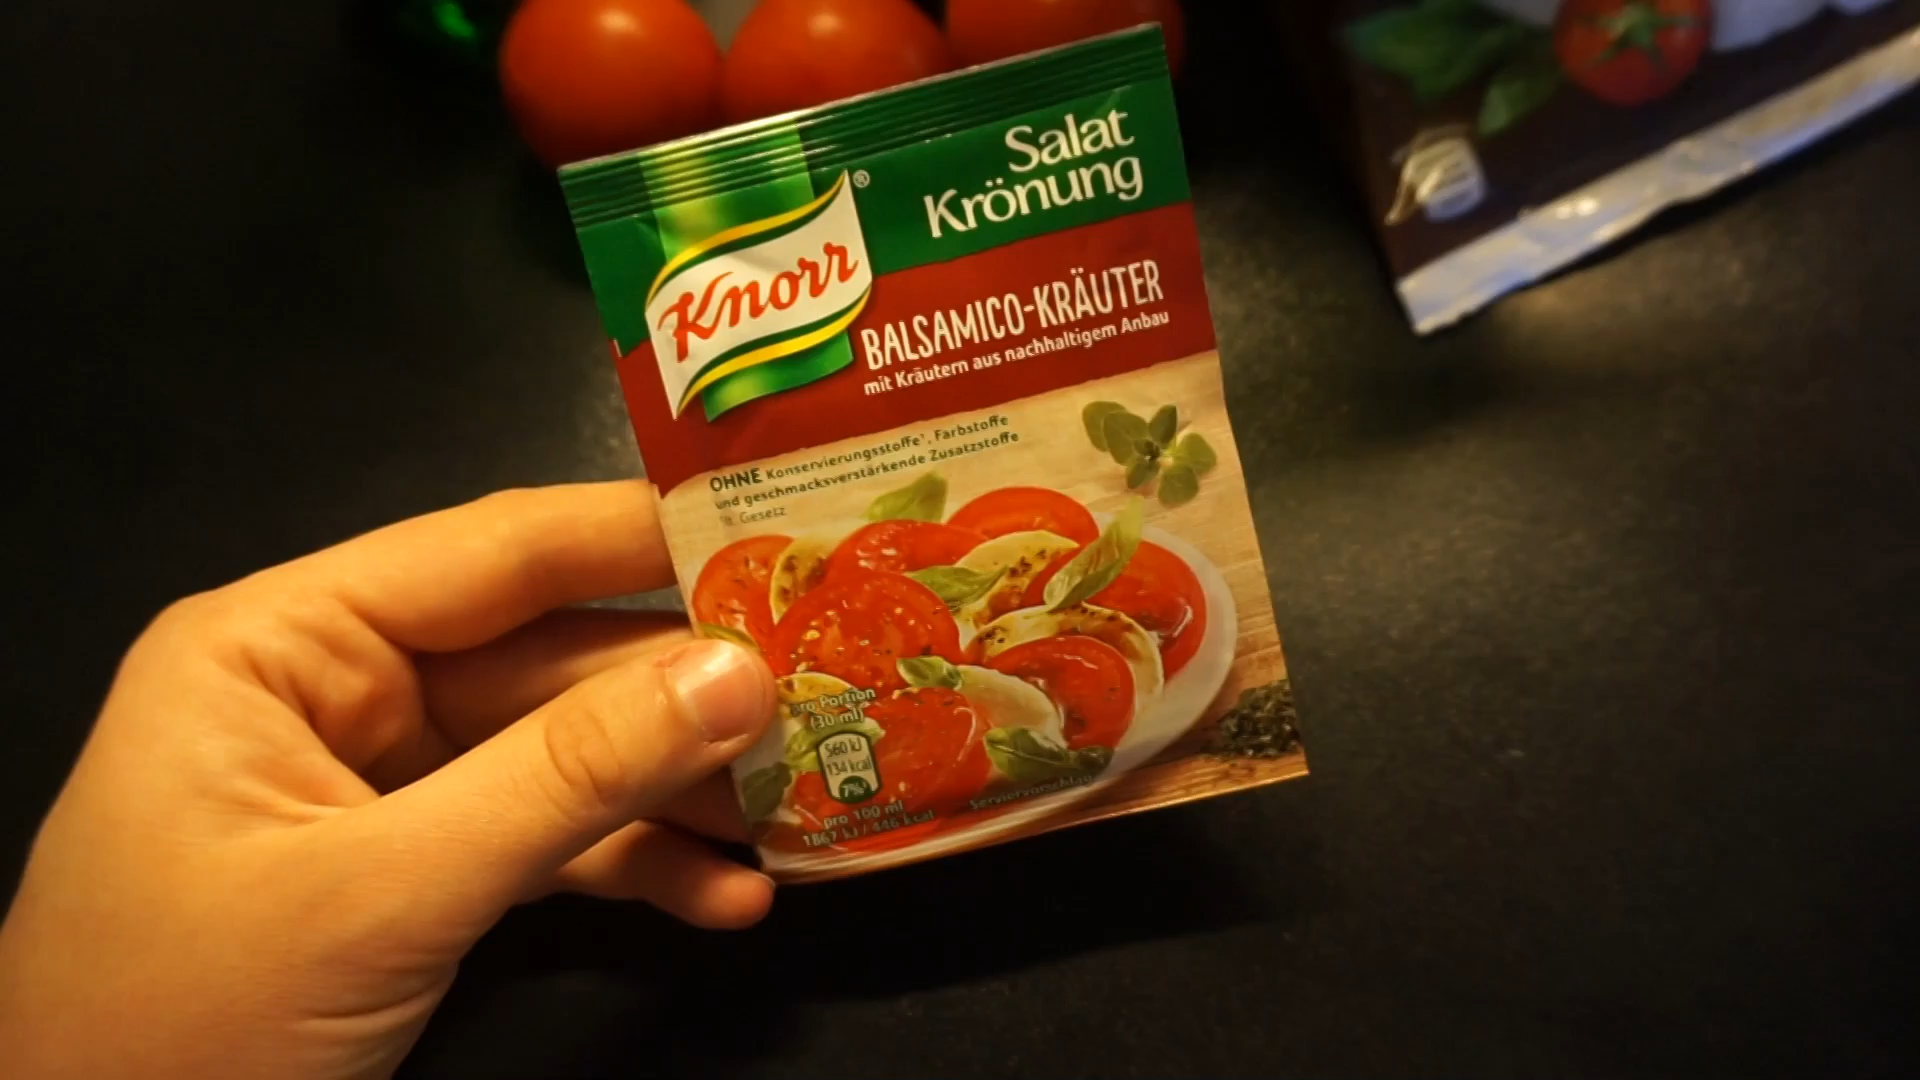 Salat
Krönung
Knorr®
BALSAMICO-KRÄUTER
mit Kräutern aus nachhaltigem Anbau
OHNE Konservierungsstoffe¹, Farbstoffe
und geschmacksverstärkende Zusatzstoffe
¹lt. Gesetz
pro Portion
(30 ml)
560 kJ
134 kcal
7%
pro 100 ml
1867 kJ / 446 kcal
Serviervorschlag